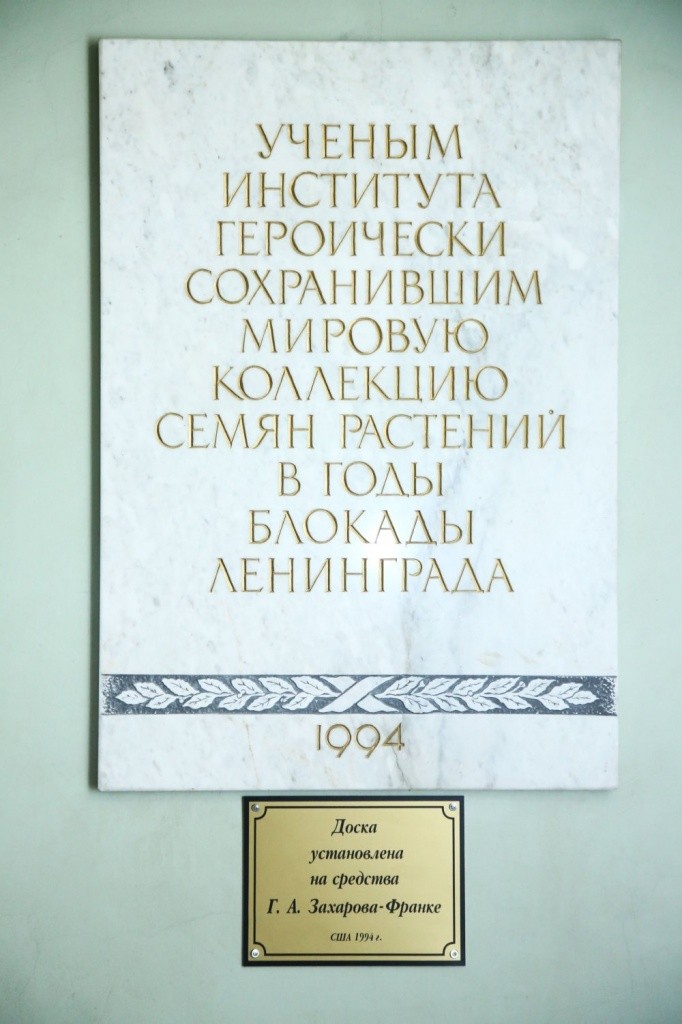 УЧЕНЫМ
ИНСТИТУТА
ГЕРОИЧЕСКИ
СОХРАНИВШИМ
МИРОВУЮ
КОЛЛЕКЦИЮ
СЕМЯН РАСТЕНИЙ
В ГОДЫ
БЛОКАДЫ
ЛЕНИНГРАДА
1994
Доска
установлена
на средства
Г. А. Захарова-Франке
США 1994 г.